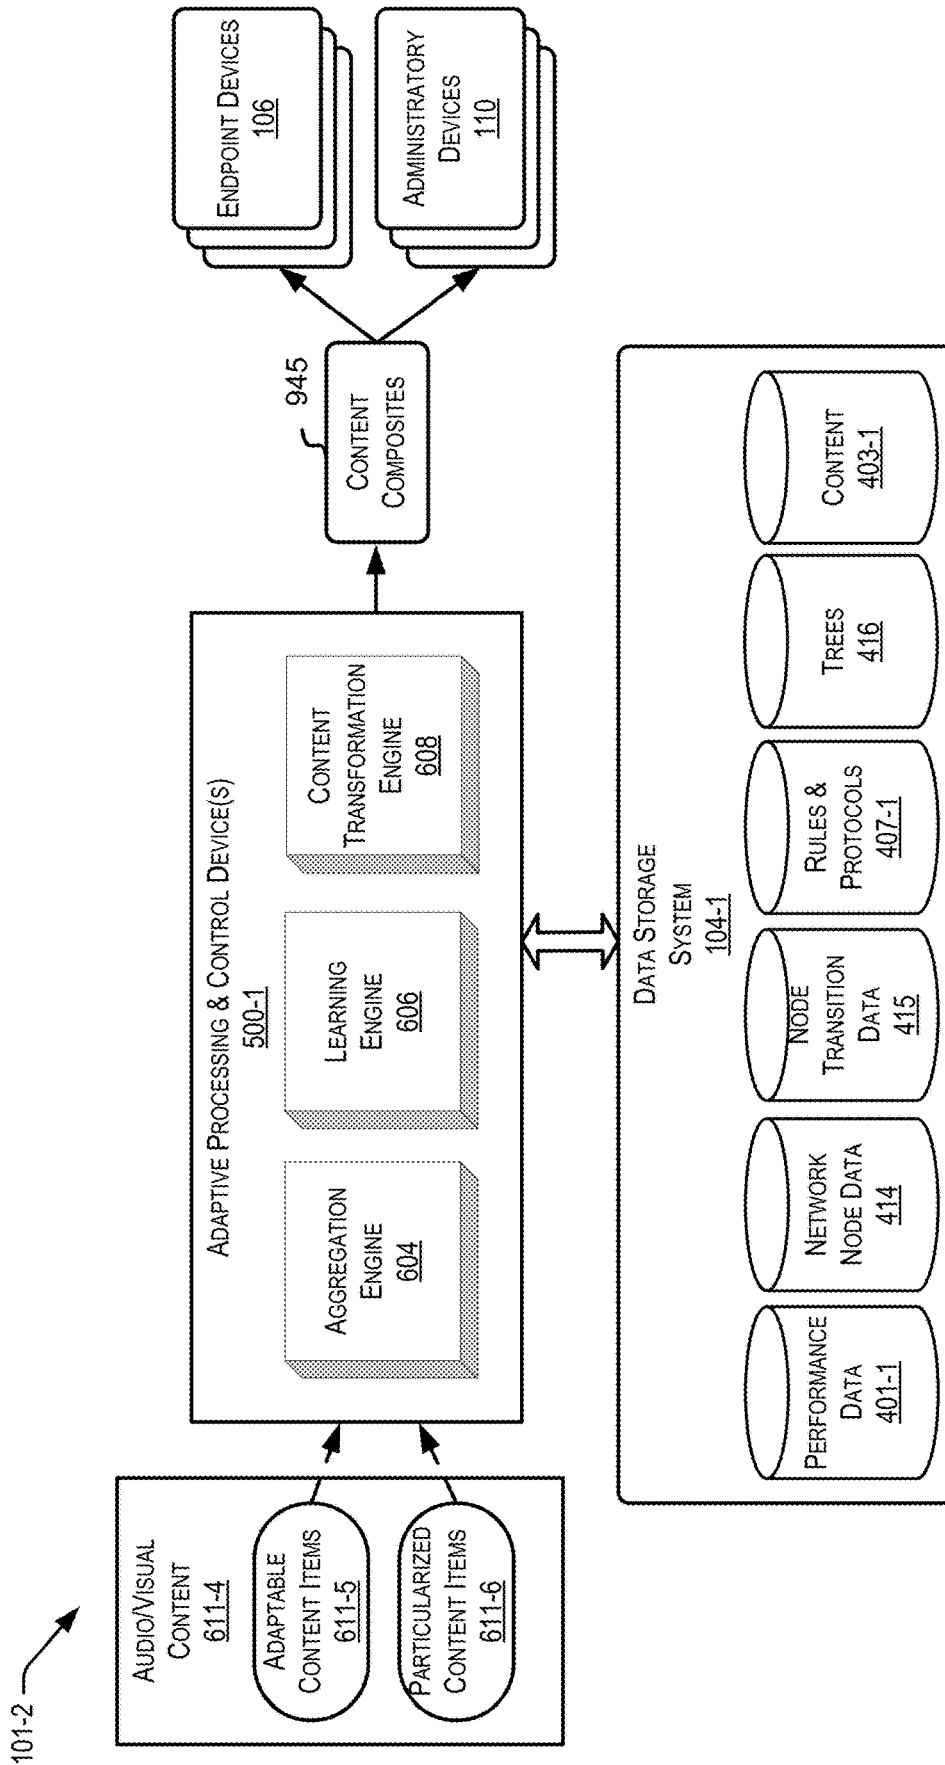 101-2
AUDIO/VISUAL
CONTENT
611-4
ADAPTABLE
CONTENT ITEMS
611-5
PARTICULARIZED
CONTENT ITEMS
611-6
ADAPTIVE PROCESSING & CONTROL DEVICE(S)
500-1
AGGREGATION
ENGINE
604
LEARNING
ENGINE
606
CONTENT
TRANSFORMATION
ENGINE
608
945
CONTENT
COMPOSITES
ENDPOINT DEVICES
106
ADMINISTRATORY
DEVICES
110
DATA STORAGE
SYSTEM
104-1
PERFORMANCE
DATA
401-1
NETWORK
NODE DATA
414
NODE
TRANSITION
DATA
415
RULES &
PROTOCOLS
407-1
TREES
416
CONTENT
403-1